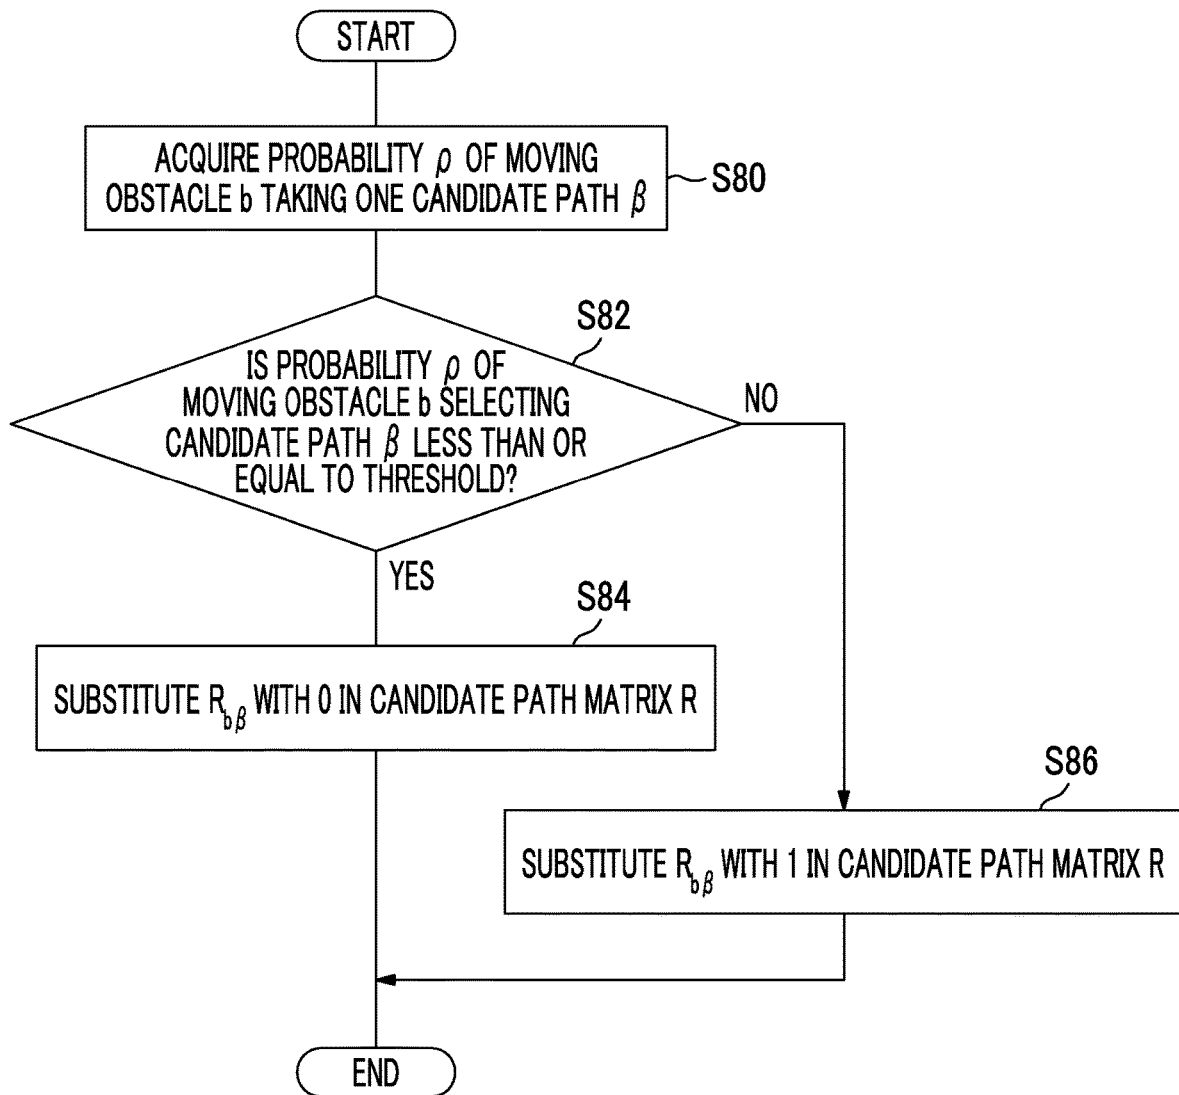 START
ACQUIRE PROBABILITY ρ OF MOVING
OBSTACLE b TAKING ONE CANDIDATE PATH β
S80
S82
IS PROBABILITY ρ OF
MOVING OBSTACLE b SELECTING
CANDIDATE PATH β LESS THAN OR
EQUAL TO THRESHOLD?
NO
YES
S84
SUBSTITUTE R_bβ WITH 0 IN CANDIDATE PATH MATRIX R
S86
SUBSTITUTE R_bβ WITH 1 IN CANDIDATE PATH MATRIX R
END